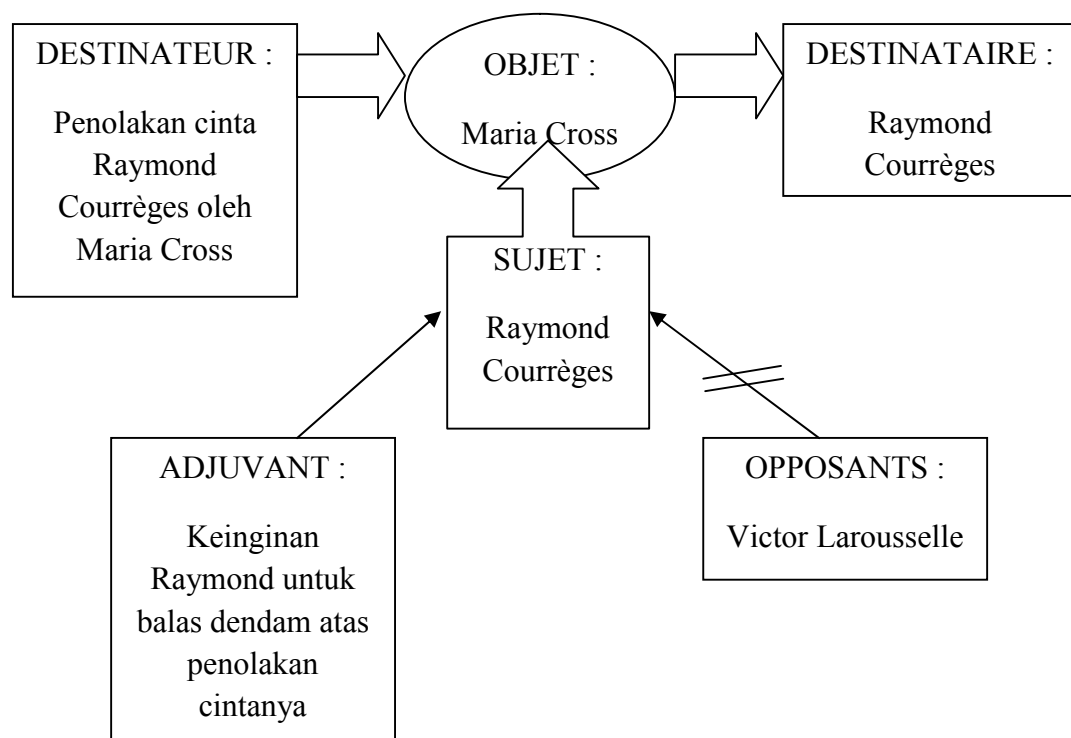 DESTINATEUR :
Penolakan cinta
Raymond
Courrèges oleh
Maria Cross
OBJET :
Maria Cross
DESTINATAIRE :
Raymond
Courrèges
SUJET :
Raymond
Courrèges
ADJUVANT :
Keinginan
Raymond untuk
balas dendam atas
penolakan
cintanya
OPPOSANTS :
Victor Larousselle